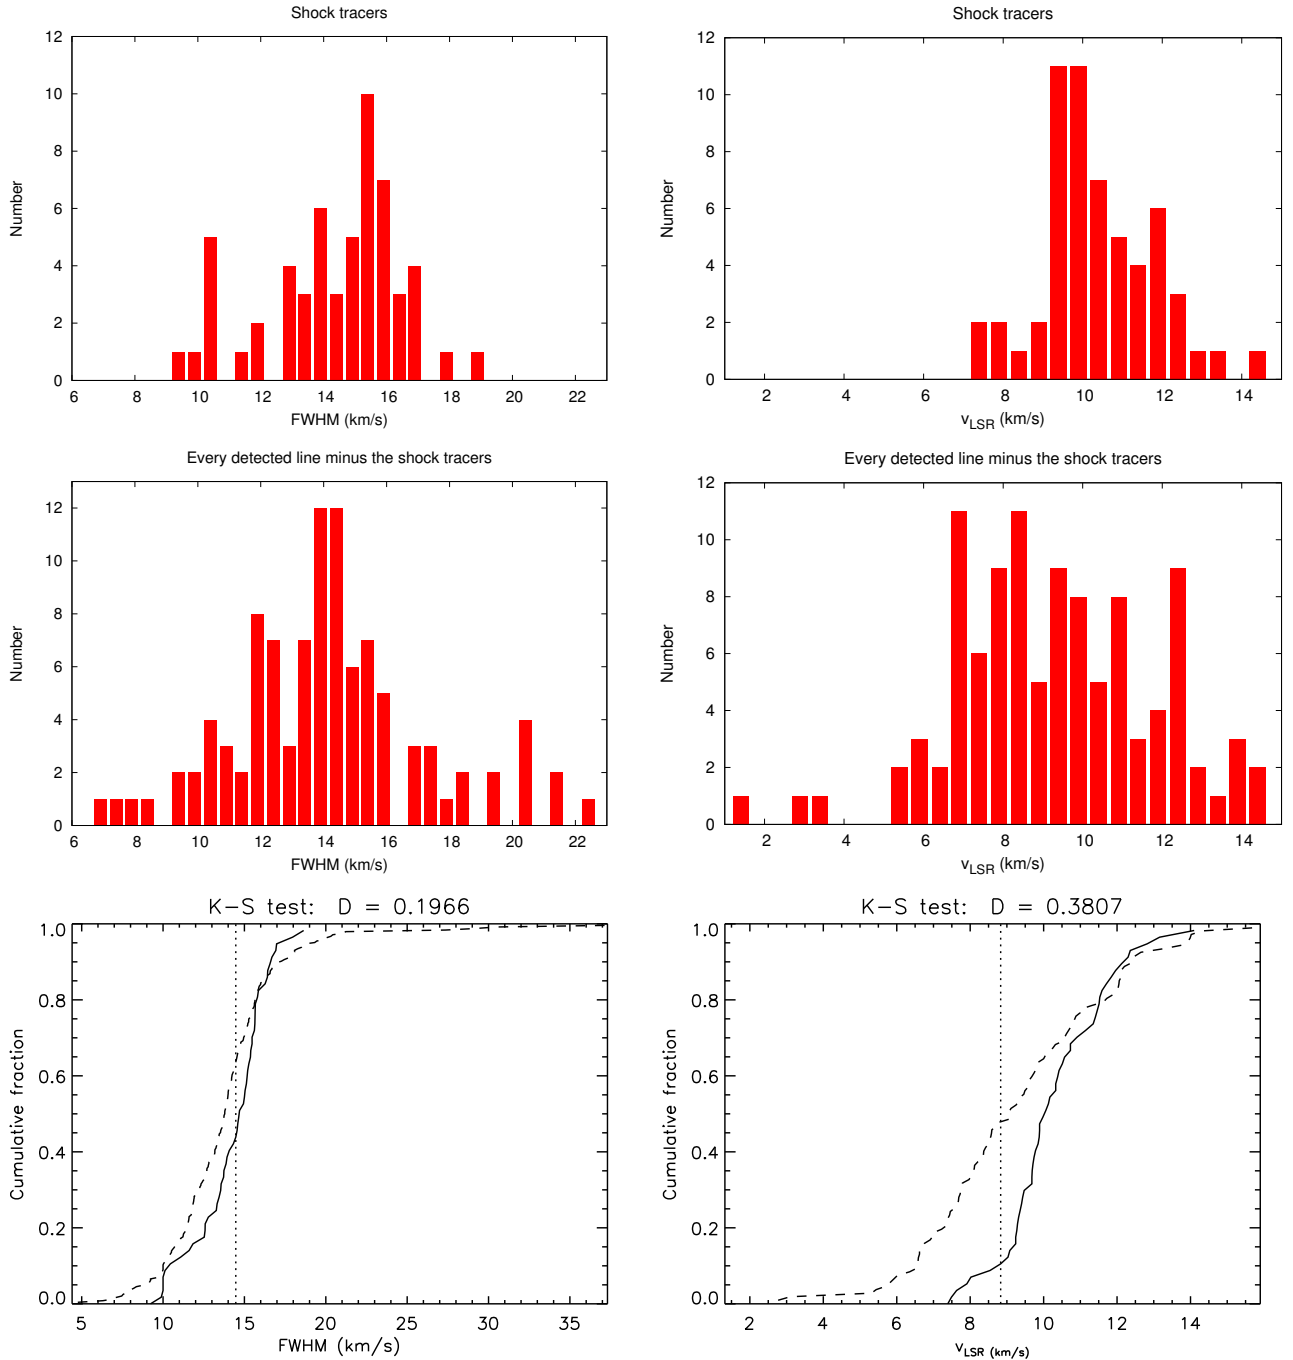 Shock tracers
12
10
8
6
4
2
0
Number
6 8 10 12 14 16 18 20 22
FWHM (km/s)
Shock tracers
12
10
8
6
4
2
0
Number
2 4 6 8 10 12 14
vLSR (km/s)
Every detected line minus the shock tracers
12
10
8
6
4
2
0
Number
6 8 10 12 14 16 18 20 22
FWHM (km/s)
Every detected line minus the shock tracers
12
10
8
6
4
2
0
Number
2 4 6 8 10 12 14
vLSR (km/s)
K-S test: D = 0.1966
1.0
0.8
0.6
0.4
0.2
0.0
Cumulative fraction
5 10 15 20 25 30 35
FWHM (km/s)
K-S test: D = 0.3807
1.0
0.8
0.6
0.4
0.2
0.0
Cumulative fraction
2 4 6 8 10 12 14
vLSR (km/s)